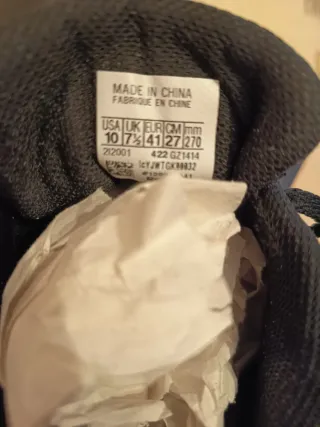 MADE IN CHINA
FABRIQUE EN CHINE
USA UK EUR CM mm
10 7½ 41 27 270
212001 422 GZ1414